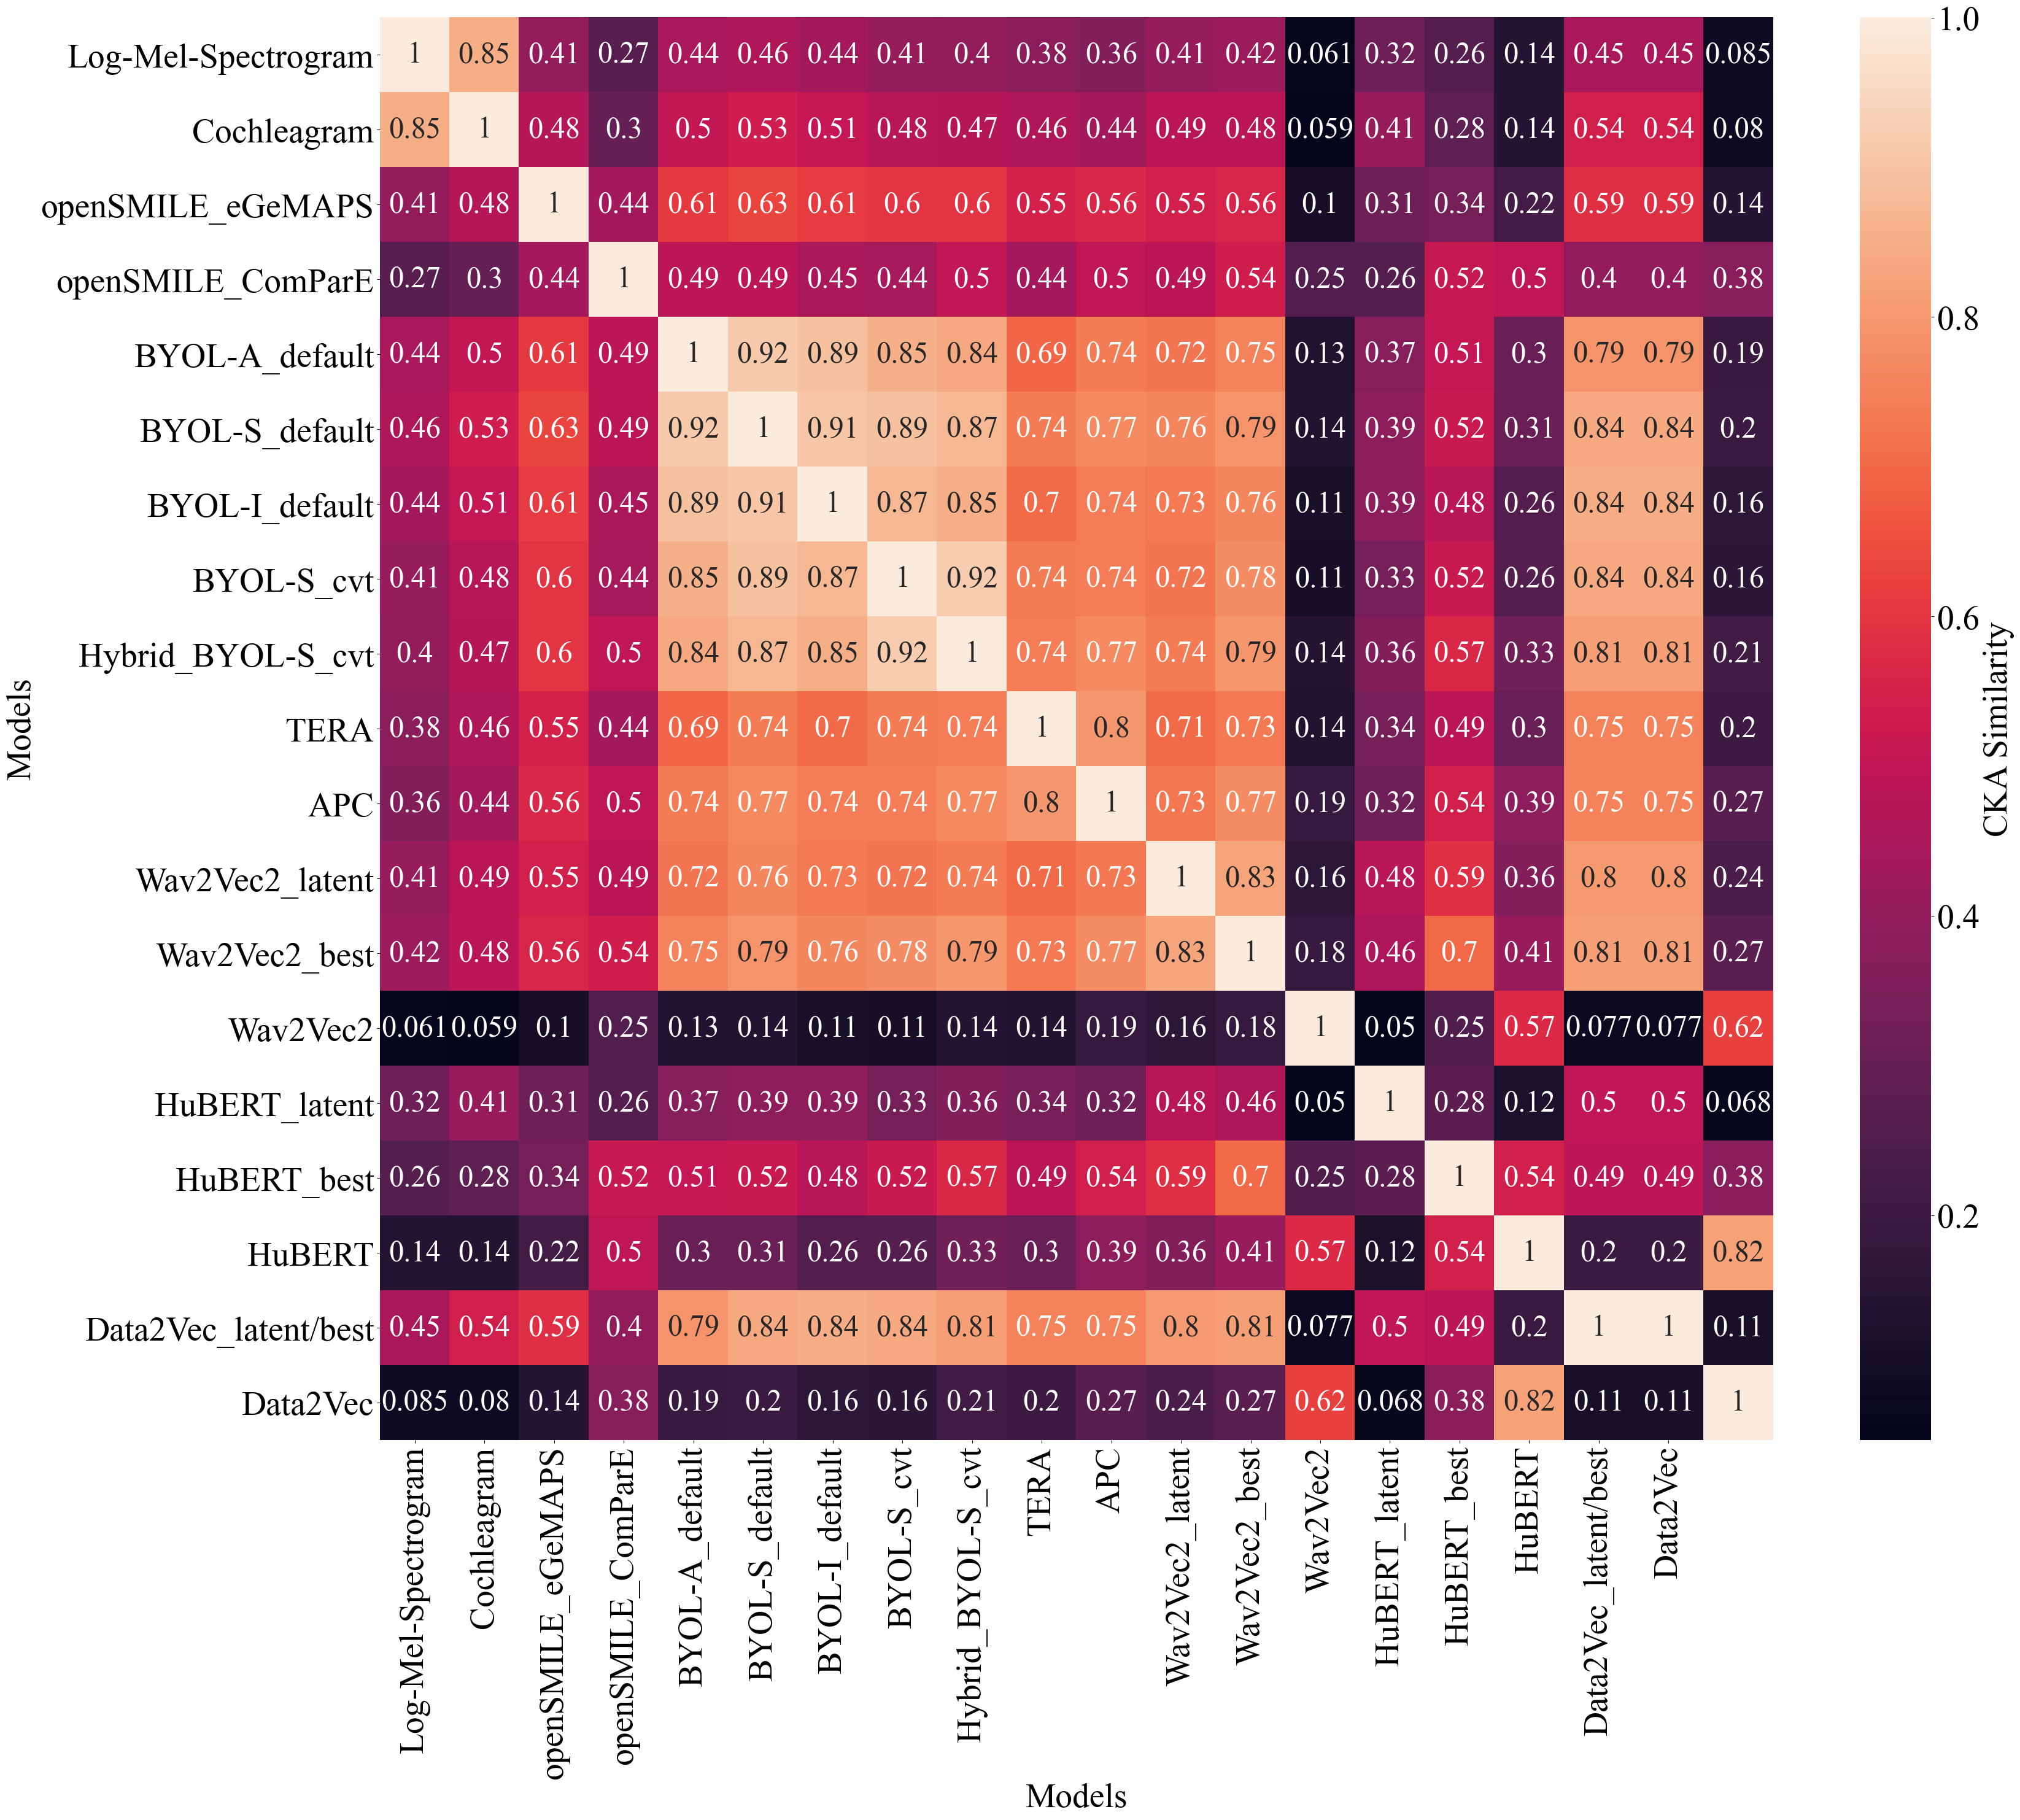 Log-Mel-Spectrogram 1 0.85 0.41 0.27 0.44 0.46 0.44 0.41 0.4 0.38 0.36 0.41 0.42 0.061 0.32 0.26 0.14 0.45 0.45 0.085
Cochleagram 0.85 1 0.48 0.3 0.5 0.53 0.51 0.48 0.47 0.46 0.44 0.49 0.48 0.059 0.41 0.28 0.14 0.54 0.54 0.08
openSMILE_eGeMAPS 0.41 0.48 1 0.44 0.61 0.63 0.61 0.6 0.6 0.55 0.56 0.55 0.56 0.1 0.31 0.34 0.22 0.59 0.59 0.14
openSMILE_ComParE 0.27 0.3 0.44 1 0.49 0.49 0.45 0.44 0.5 0.44 0.5 0.49 0.54 0.25 0.26 0.52 0.5 0.4 0.4 0.38
BYOL-A_default 0.44 0.5 0.61 0.49 1 0.92 0.89 0.85 0.84 0.69 0.74 0.72 0.75 0.13 0.37 0.51 0.3 0.79 0.79 0.19
BYOL-S_default 0.46 0.53 0.63 0.49 0.92 1 0.91 0.89 0.87 0.74 0.77 0.76 0.79 0.14 0.39 0.52 0.31 0.84 0.84 0.2
BYOL-I_default 0.44 0.51 0.61 0.45 0.89 0.91 1 0.87 0.85 0.7 0.74 0.73 0.76 0.11 0.39 0.48 0.26 0.84 0.84 0.16
BYOL-S_cvt 0.41 0.48 0.6 0.44 0.85 0.89 0.87 1 0.92 0.74 0.74 0.72 0.78 0.11 0.33 0.52 0.26 0.84 0.84 0.16
Hybrid_BYOL-S_cvt 0.4 0.47 0.6 0.5 0.84 0.87 0.85 0.92 1 0.74 0.77 0.74 0.79 0.14 0.36 0.57 0.33 0.81 0.81 0.21
TERA 0.38 0.46 0.55 0.44 0.69 0.74 0.7 0.74 0.74 1 0.8 0.71 0.73 0.14 0.34 0.49 0.3 0.75 0.75 0.2
APC 0.36 0.44 0.56 0.5 0.74 0.77 0.74 0.74 0.77 0.8 1 0.73 0.77 0.19 0.32 0.54 0.39 0.75 0.75 0.27
Wav2Vec2_latent 0.41 0.49 0.55 0.49 0.72 0.76 0.73 0.72 0.74 0.71 0.73 1 0.83 0.16 0.48 0.59 0.36 0.8 0.8 0.24
Wav2Vec2_best 0.42 0.48 0.56 0.54 0.75 0.79 0.76 0.78 0.79 0.73 0.77 0.83 1 0.18 0.46 0.7 0.41 0.81 0.81 0.27
Wav2Vec2 0.061 0.059 0.1 0.25 0.13 0.14 0.11 0.11 0.14 0.14 0.19 0.16 0.18 1 0.05 0.25 0.57 0.077 0.077 0.62
HuBERT_latent 0.32 0.41 0.31 0.26 0.37 0.39 0.39 0.33 0.36 0.34 0.32 0.48 0.46 0.05 1 0.28 0.12 0.5 0.5 0.068
HuBERT_best 0.26 0.28 0.34 0.52 0.51 0.52 0.48 0.52 0.57 0.49 0.54 0.59 0.7 0.25 0.28 1 0.54 0.49 0.49 0.38
HuBERT 0.14 0.14 0.22 0.5 0.3 0.31 0.26 0.26 0.33 0.3 0.39 0.36 0.41 0.57 0.12 0.54 1 0.2 0.2 0.82
Data2Vec_latent/best 0.45 0.54 0.59 0.4 0.79 0.84 0.84 0.84 0.81 0.75 0.75 0.8 0.81 0.077 0.5 0.49 0.2 1 1 0.11
Data2Vec 0.085 0.08 0.14 0.38 0.19 0.2 0.16 0.16 0.21 0.2 0.27 0.24 0.27 0.62 0.068 0.38 0.82 0.11 0.11 1
Models
Log-Mel-Spectrogram
Cochleagram
openSMILE_eGeMAPS
openSMILE_ComParE
BYOL-A_default
BYOL-S_default
BYOL-I_default
BYOL-S_cvt
Hybrid_BYOL-S_cvt
TERA
APC
Wav2Vec2_latent
Wav2Vec2_best
Wav2Vec2
HuBERT_latent
HuBERT_best
HuBERT
Data2Vec_latent/best
Data2Vec
Models
1.0
0.8
0.6
0.4
0.2
CKA Similarity